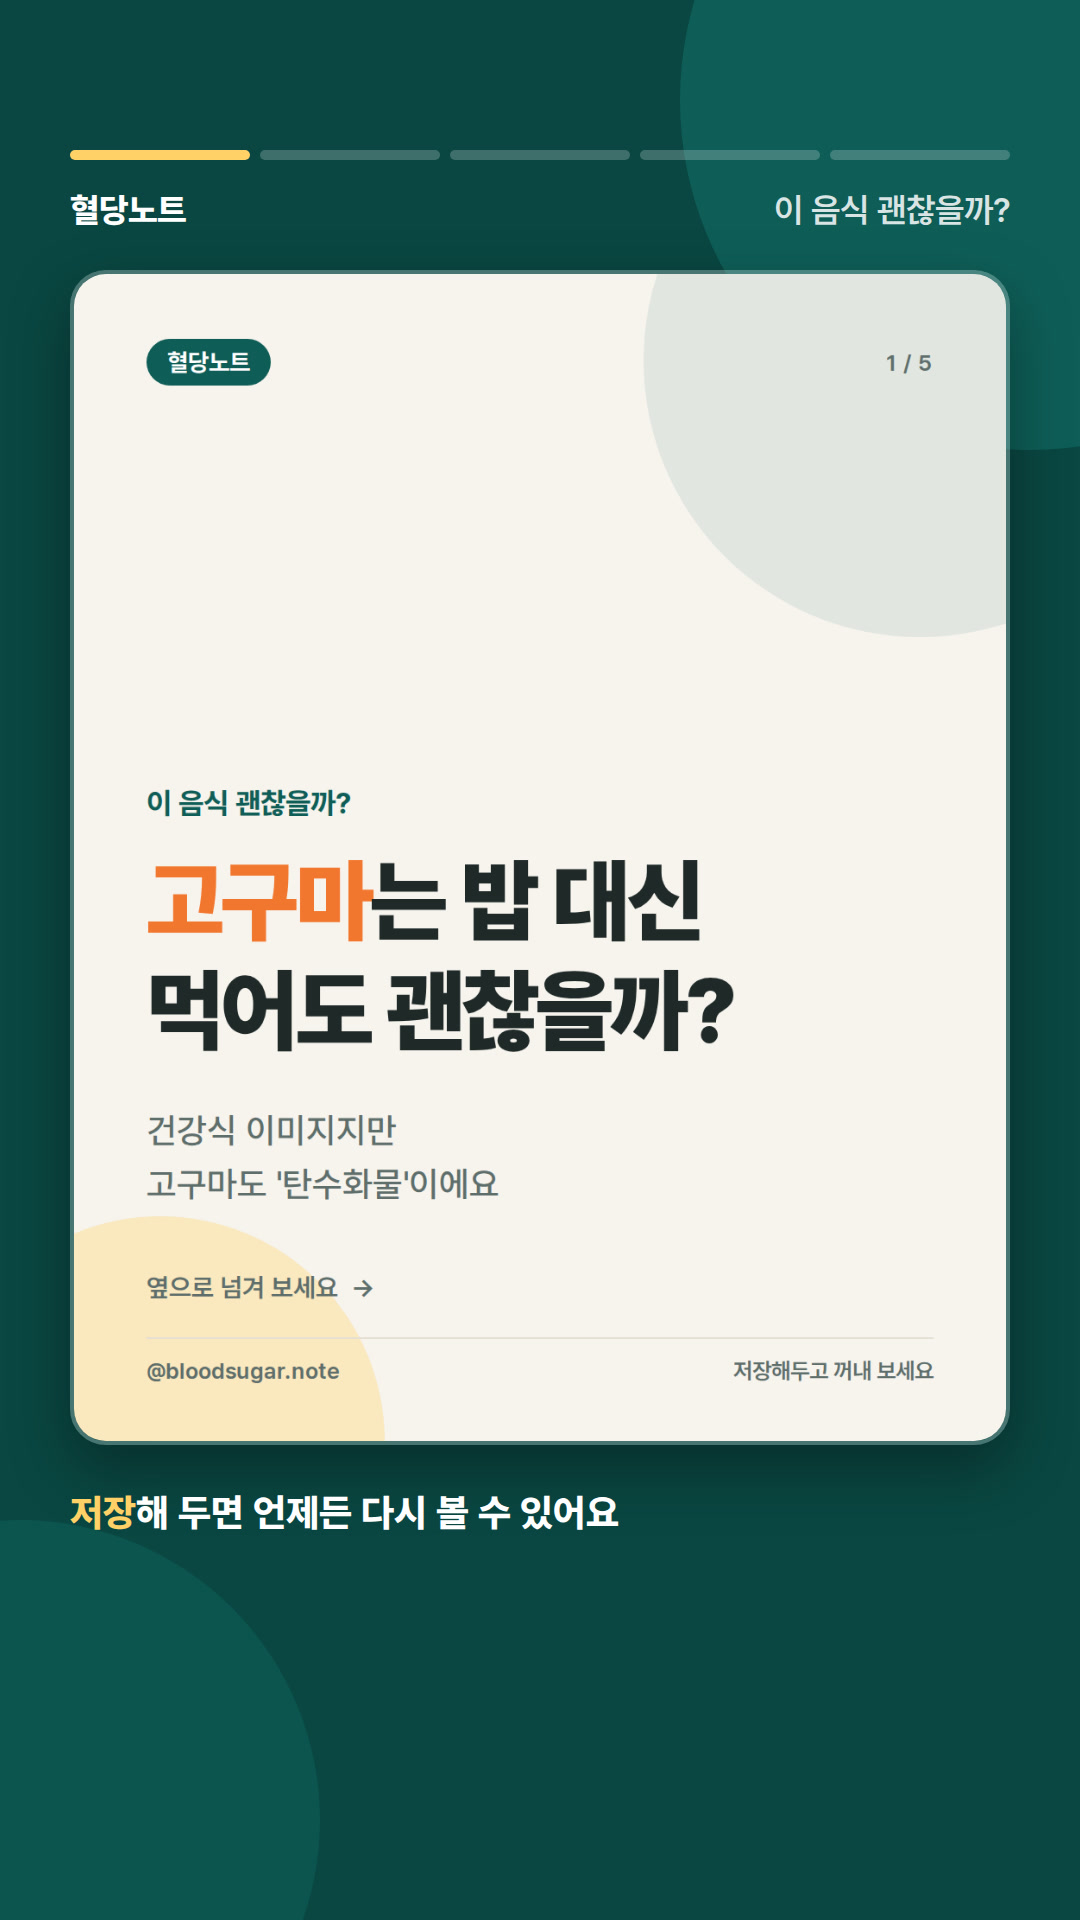 혈당노트
이 음식 괜찮을까?
혈당노트
1 / 5
이 음식 괜찮을까?
고구마는 밥 대신
먹어도 괜찮을까?
건강식 이미지지만
고구마도 '탄수화물'이에요
옆으로 넘겨 보세요 →
@bloodsugar.note
저장해두고 꺼내 보세요
저장해 두면 언제든 다시 볼 수 있어요